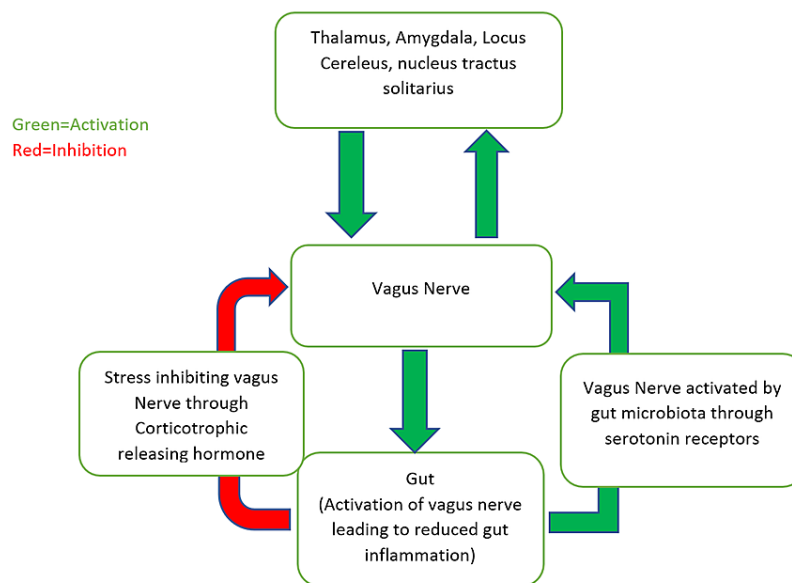 Thalamus, Amygdala, Locus
Cereleus, nucleus tractus
solitarius
Green=Activation
Red=Inhibition
Vagus Nerve
Stress inhibiting vagus
Nerve through
Corticotrophic
releasing hormone
Vagus Nerve activated by
gut microbiota through
serotonin receptors
Gut
(Activation of vagus nerve
leading to reduced gut
inflammation)